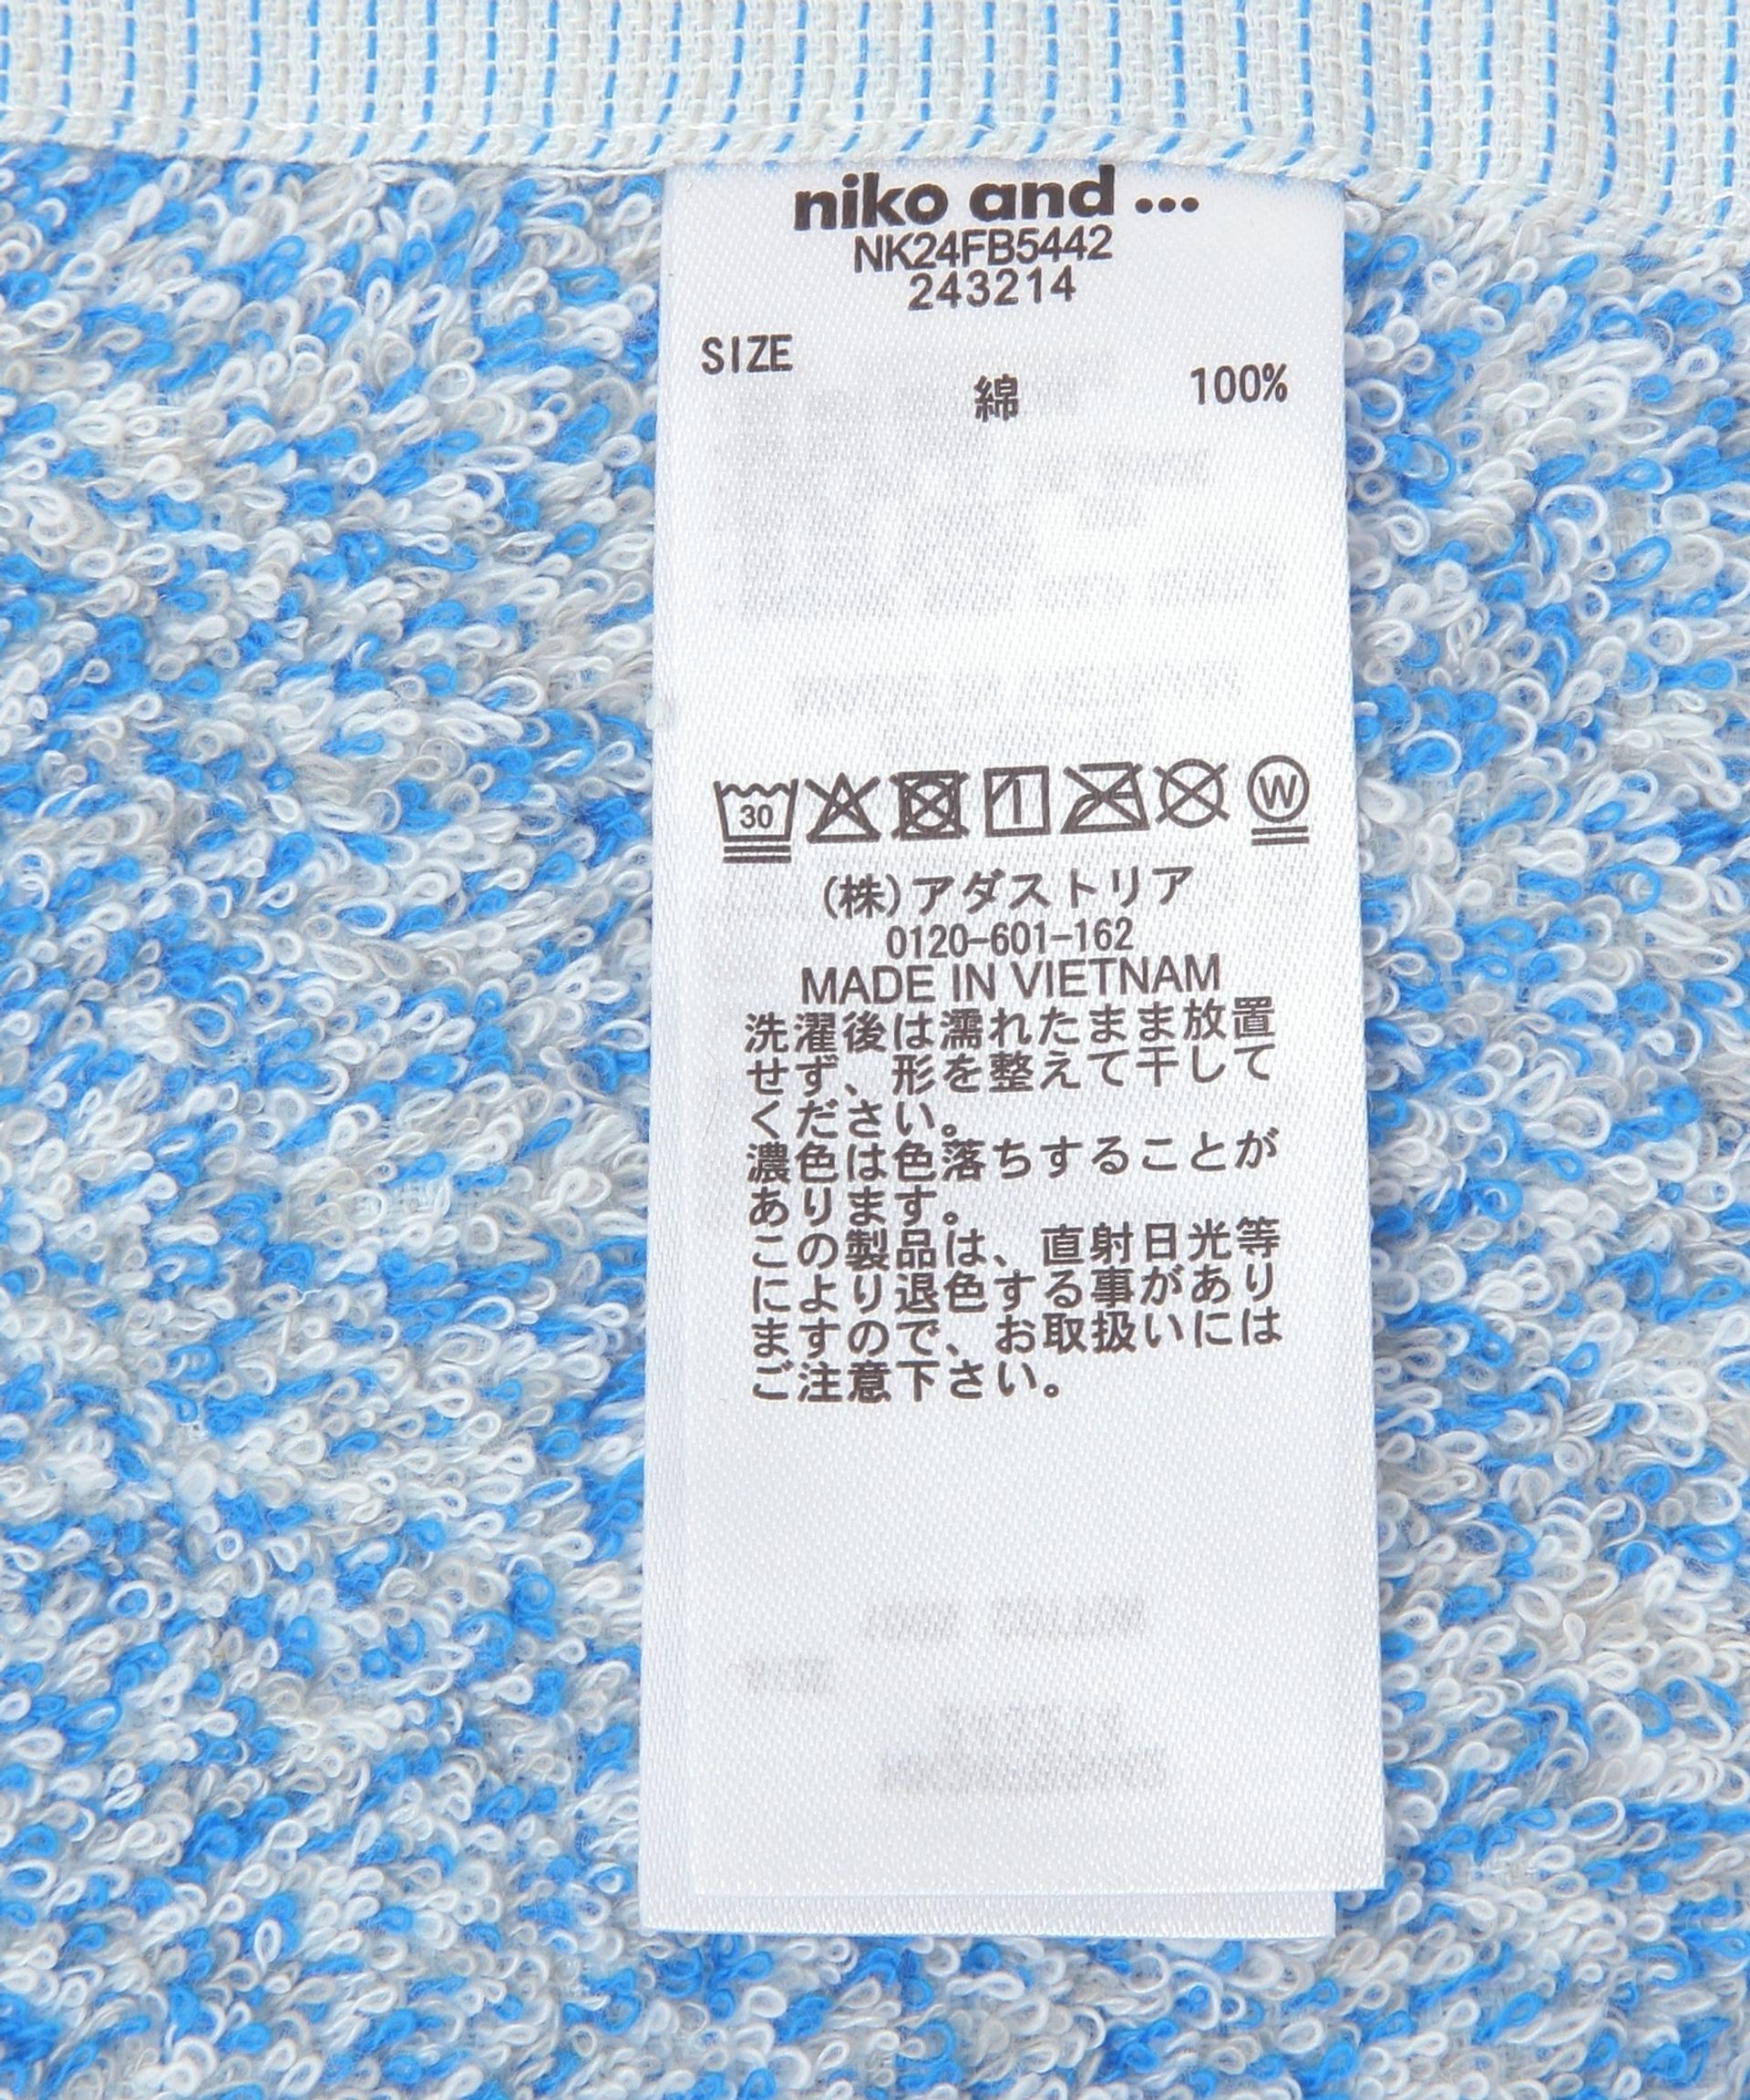 niko and ...
NK24FB5442
243214
SIZE
綿 100%
30
W
(株)アダストリア
0120-601-162
MADE IN VIETNAM
洗濯後は濡れたまま放置
せず、形を整えて干して
ください。
濃色は色落ちすることが
あります。
この製品は、直射日光等
により退色する事があり
ますので、お取扱いには
ご注意下さい。